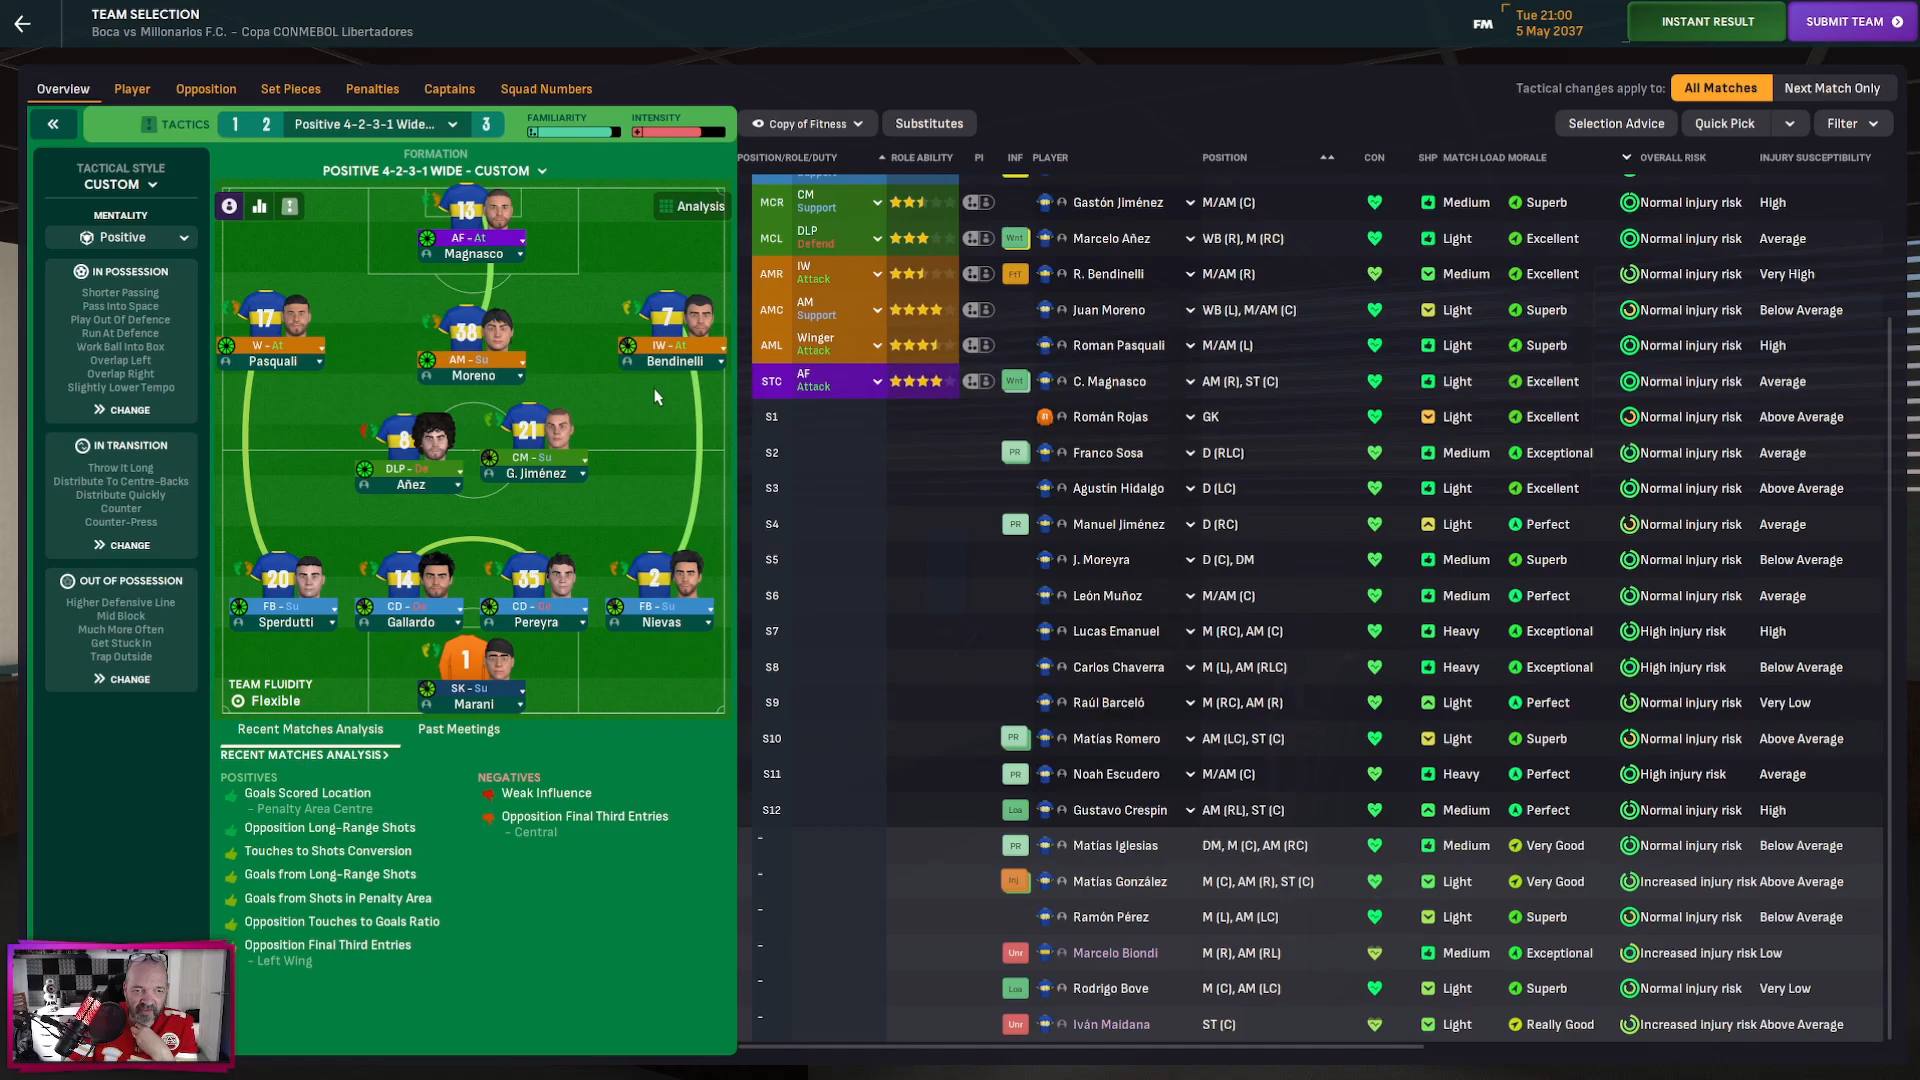 TEAM SELECTION
Boca vs Millonarios F.C. - Copa CONMEBOL Libertadores
FM
Tue 21:00
5 May 2037
INSTANT RESULT
SUBMIT TEAM
Overview Player Opposition Set Pieces Penalties Captains Squad Numbers
Tactical changes apply to: All Matches Next Match Only
TACTICS 1 2 Positive 4-2-3-1 Wide... 3
FAMILIARITY INTENSITY
Copy of Fitness Substitutes
Selection Advice Quick Pick Filter
TACTICAL STYLE
CUSTOM
MENTALITY
Positive
IN POSSESSION
Shorter Passing
Pass Into Space
Play Out Of Defence
Run At Defence
Work Ball Into Box
Overlap Left
Overlap Right
Slightly Lower Tempo
CHANGE
IN TRANSITION
Throw It Long
Distribute To Centre-Backs
Distribute Quickly
Counter
Counter-Press
CHANGE
OUT OF POSSESSION
Higher Defensive Line
Mid Block
Much More Often
Get Stuck In
Trap Outside
CHANGE
FORMATION
POSITIVE 4-2-3-1 WIDE - CUSTOM
Analysis
13
AF - At
Magnasco
17
W - At
Pasquali
38
AM - Su
Moreno
7
IW - At
Bendinelli
8
DLP - De
Añez
21
CM - Su
G. Jiménez
20
FB - Su
Sperdutti
14
CD - De
Gallardo
35
CD - De
Pereyra
2
FB - Su
Nievas
1
SK - Su
Marani
TEAM FLUIDITY
Flexible
Recent Matches Analysis Past Meetings
RECENT MATCHES ANALYSIS>
POSITIVES
Goals Scored Location
- Penalty Area Centre
Opposition Long-Range Shots
Touches to Shots Conversion
Goals from Long-Range Shots
Goals from Shots in Penalty Area
Opposition Touches to Goals Ratio
Opposition Final Third Entries
- Left Wing
NEGATIVES
Weak Influence
Opposition Final Third Entries
- Central
POSITION/ROLE/DUTY ROLE ABILITY PI INF PLAYER POSITION CON SHP MATCH LOAD MORALE OVERALL RISK INJURY SUSCEPTIBILITY
Support
MCR CM Support Gastón Jiménez M/AM (C) Medium Superb Normal injury risk High
MCL DLP Defend Wnt Marcelo Añez WB (R), M (RC) Light Excellent Normal injury risk Average
AMR IW Attack FtT R. Bendinelli M/AM (R) Medium Excellent Normal injury risk Very High
AMC AM Support Juan Moreno WB (L), M/AM (C) Medium Superb Normal injury risk Below Average
AML Winger Attack Roman Pasquali M/AM (L) Light Superb Normal injury risk High
STC AF Attack Wnt C. Magnasco AM (R), ST (C) Light Excellent Normal injury risk Average
S1 Román Rojas GK Light Excellent Normal injury risk Above Average
S2 PR Franco Sosa D (RLC) Medium Exceptional Normal injury risk Average
S3 Agustín Hidalgo D (LC) Light Excellent Normal injury risk Above Average
S4 PR Manuel Jiménez D (RC) Light Perfect Normal injury risk Average
S5 J. Moreyra D (C), DM Medium Superb Normal injury risk Below Average
S6 León Muñoz M/AM (C) Medium Perfect Normal injury risk Average
S7 Lucas Emanuel M (RC), AM (C) Heavy Exceptional High injury risk High
S8 Carlos Chaverra M (L), AM (RLC) Heavy Exceptional High injury risk Below Average
S9 Raúl Barceló M (RC), AM (R) Light Perfect Normal injury risk Very Low
S10 PR Matías Romero AM (LC), ST (C) Light Superb Normal injury risk Above Average
S11 PR Noah Escudero M/AM (C) Heavy Perfect High injury risk Average
S12 Loa Gustavo Crespín AM (RL), ST (C) Medium Perfect Normal injury risk High
- PR Matías Iglesias DM, M (C), AM (RC) Medium Very Good Normal injury risk Below Average
- Inj Matías González M (C), AM (R), ST (C) Light Very Good Increased injury risk Above Average
- Ramón Pérez M (L), AM (LC) Light Superb Normal injury risk Below Average
- Unr Marcelo Biondi M (R), AM (RL) Medium Exceptional Increased injury risk Low
- Loa Rodrigo Bove M (C), AM (LC) Light Superb Normal injury risk Very Low
- Unr Iván Maidana ST (C) Light Really Good Increased injury risk Above Average